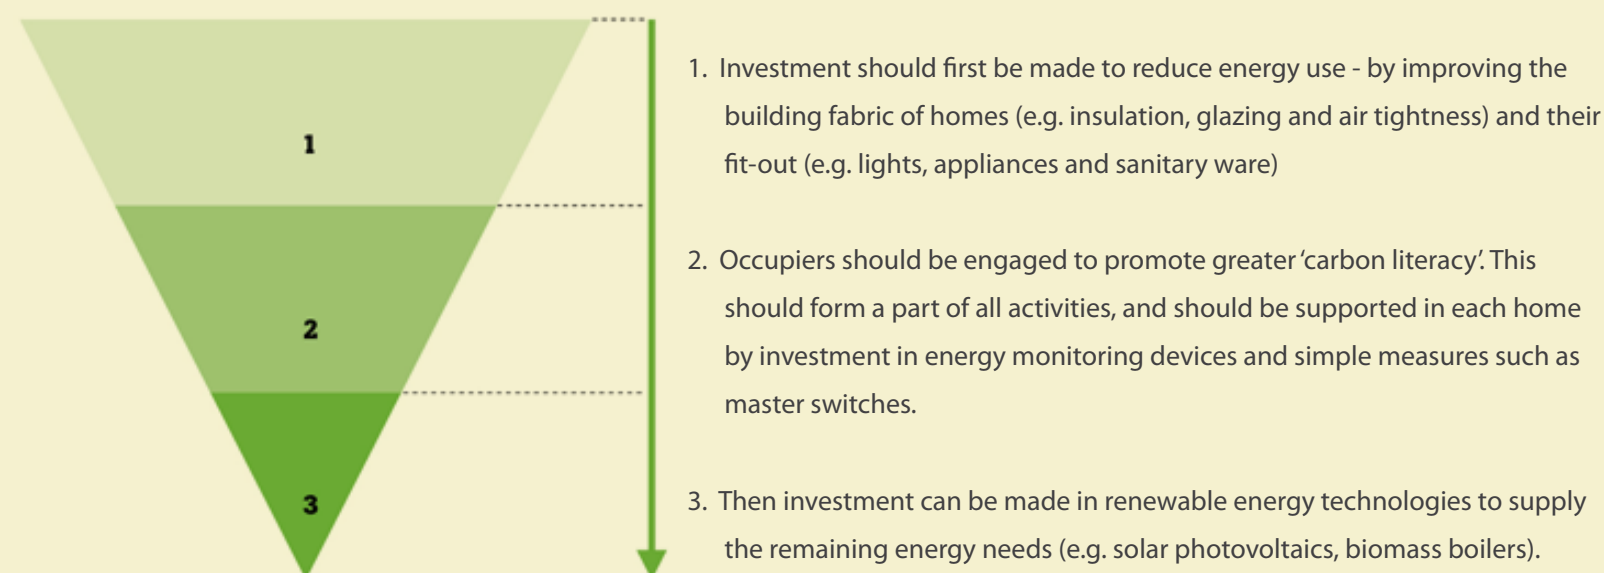 1
2
3
1. Investment should first be made to reduce energy use - by improving the
building fabric of homes (e.g. insulation, glazing and air tightness) and their
fit-out (e.g. lights, appliances and sanitary ware)
2. Occupiers should be engaged to promote greater ‘carbon literacy’. This
should form a part of all activities, and should be supported in each home
by investment in energy monitoring devices and simple measures such as
master switches.
3. Then investment can be made in renewable energy technologies to supply
the remaining energy needs (e.g. solar photovoltaics, biomass boilers).